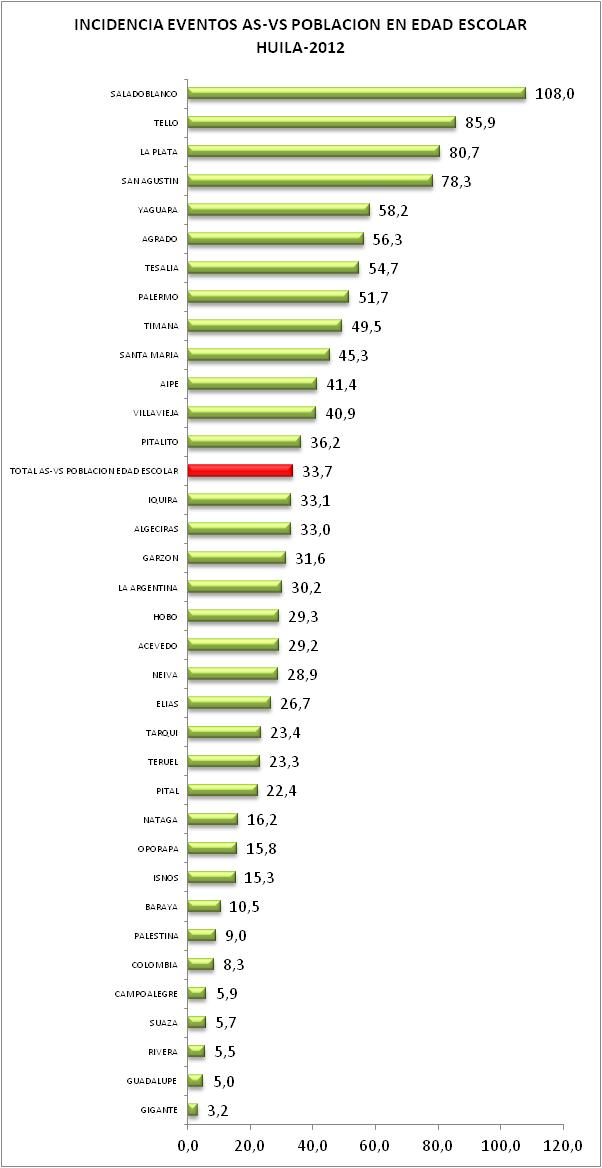 INCIDENCIA EVENTOS AS-VS POBLACION EN EDAD ESCOLAR
HUILA-2012
SALADOBLANCO 108,0
TELLO 85,9
LA PLATA 80,7
SAN AGUSTIN 78,3
YAGUARA 58,2
AGRADO 56,3
TESALIA 54,7
PALERMO 51,7
TIMANA 49,5
SANTA MARIA 45,3
AIPE 41,4
VILLAVIEJA 40,9
PITALITO 36,2
TOTAL AS-VS POBLACION EDAD ESCOLAR 33,7
IQUIRA 33,1
ALGECIRAS 33,0
GARZON 31,6
LA ARGENTINA 30,2
HOBO 29,3
ACEVEDO 29,2
NEIVA 28,9
ELIAS 26,7
TARQUI 23,4
TERUEL 23,3
PITAL 22,4
NATAGA 16,2
OPORAPA 15,8
ISNOS 15,3
BARAYA 10,5
PALESTINA 9,0
COLOMBIA 8,3
CAMPOALEGRE 5,9
SUAZA 5,7
RIVERA 5,5
GUADALUPE 5,0
GIGANTE 3,2
0,0 20,0 40,0 60,0 80,0 100,0 120,0